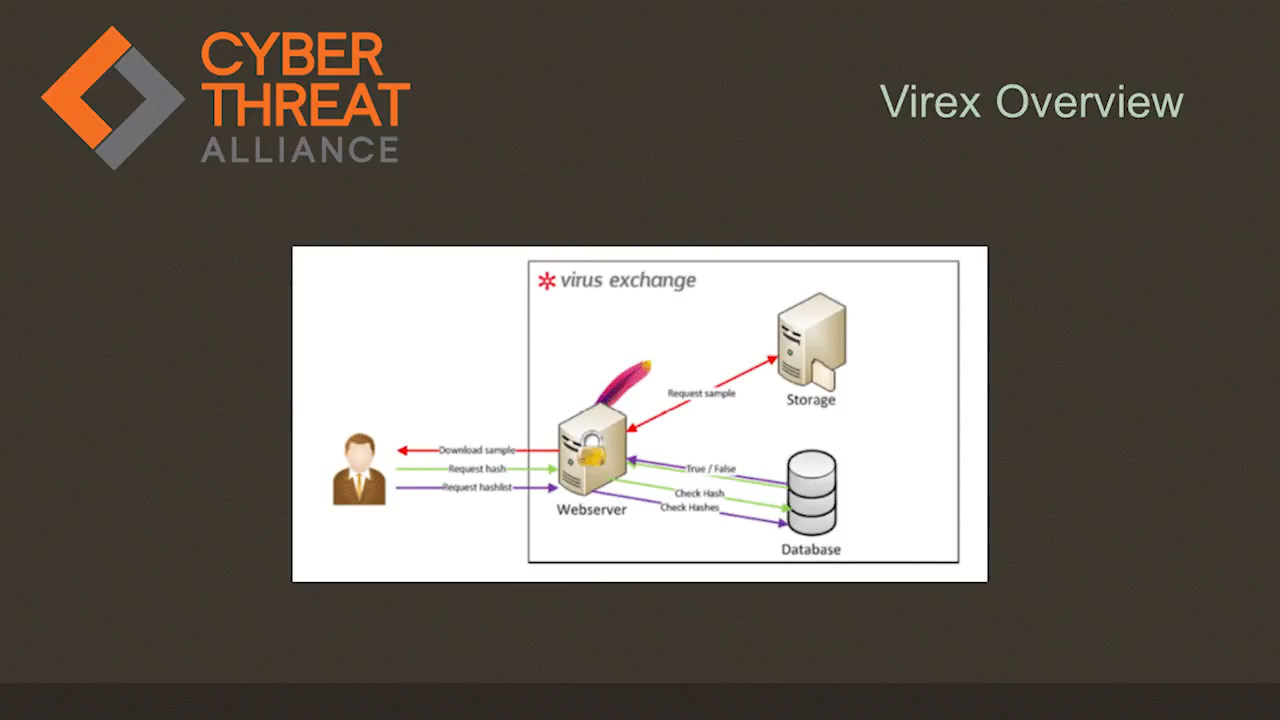 CYBER
THREAT
ALLIANCE
Virex Overview
virus exchange
Request sample
Storage
Download sample
Request hash
Request hashlist
True / False
Check Hash
Check Hashes
Webserver
Database